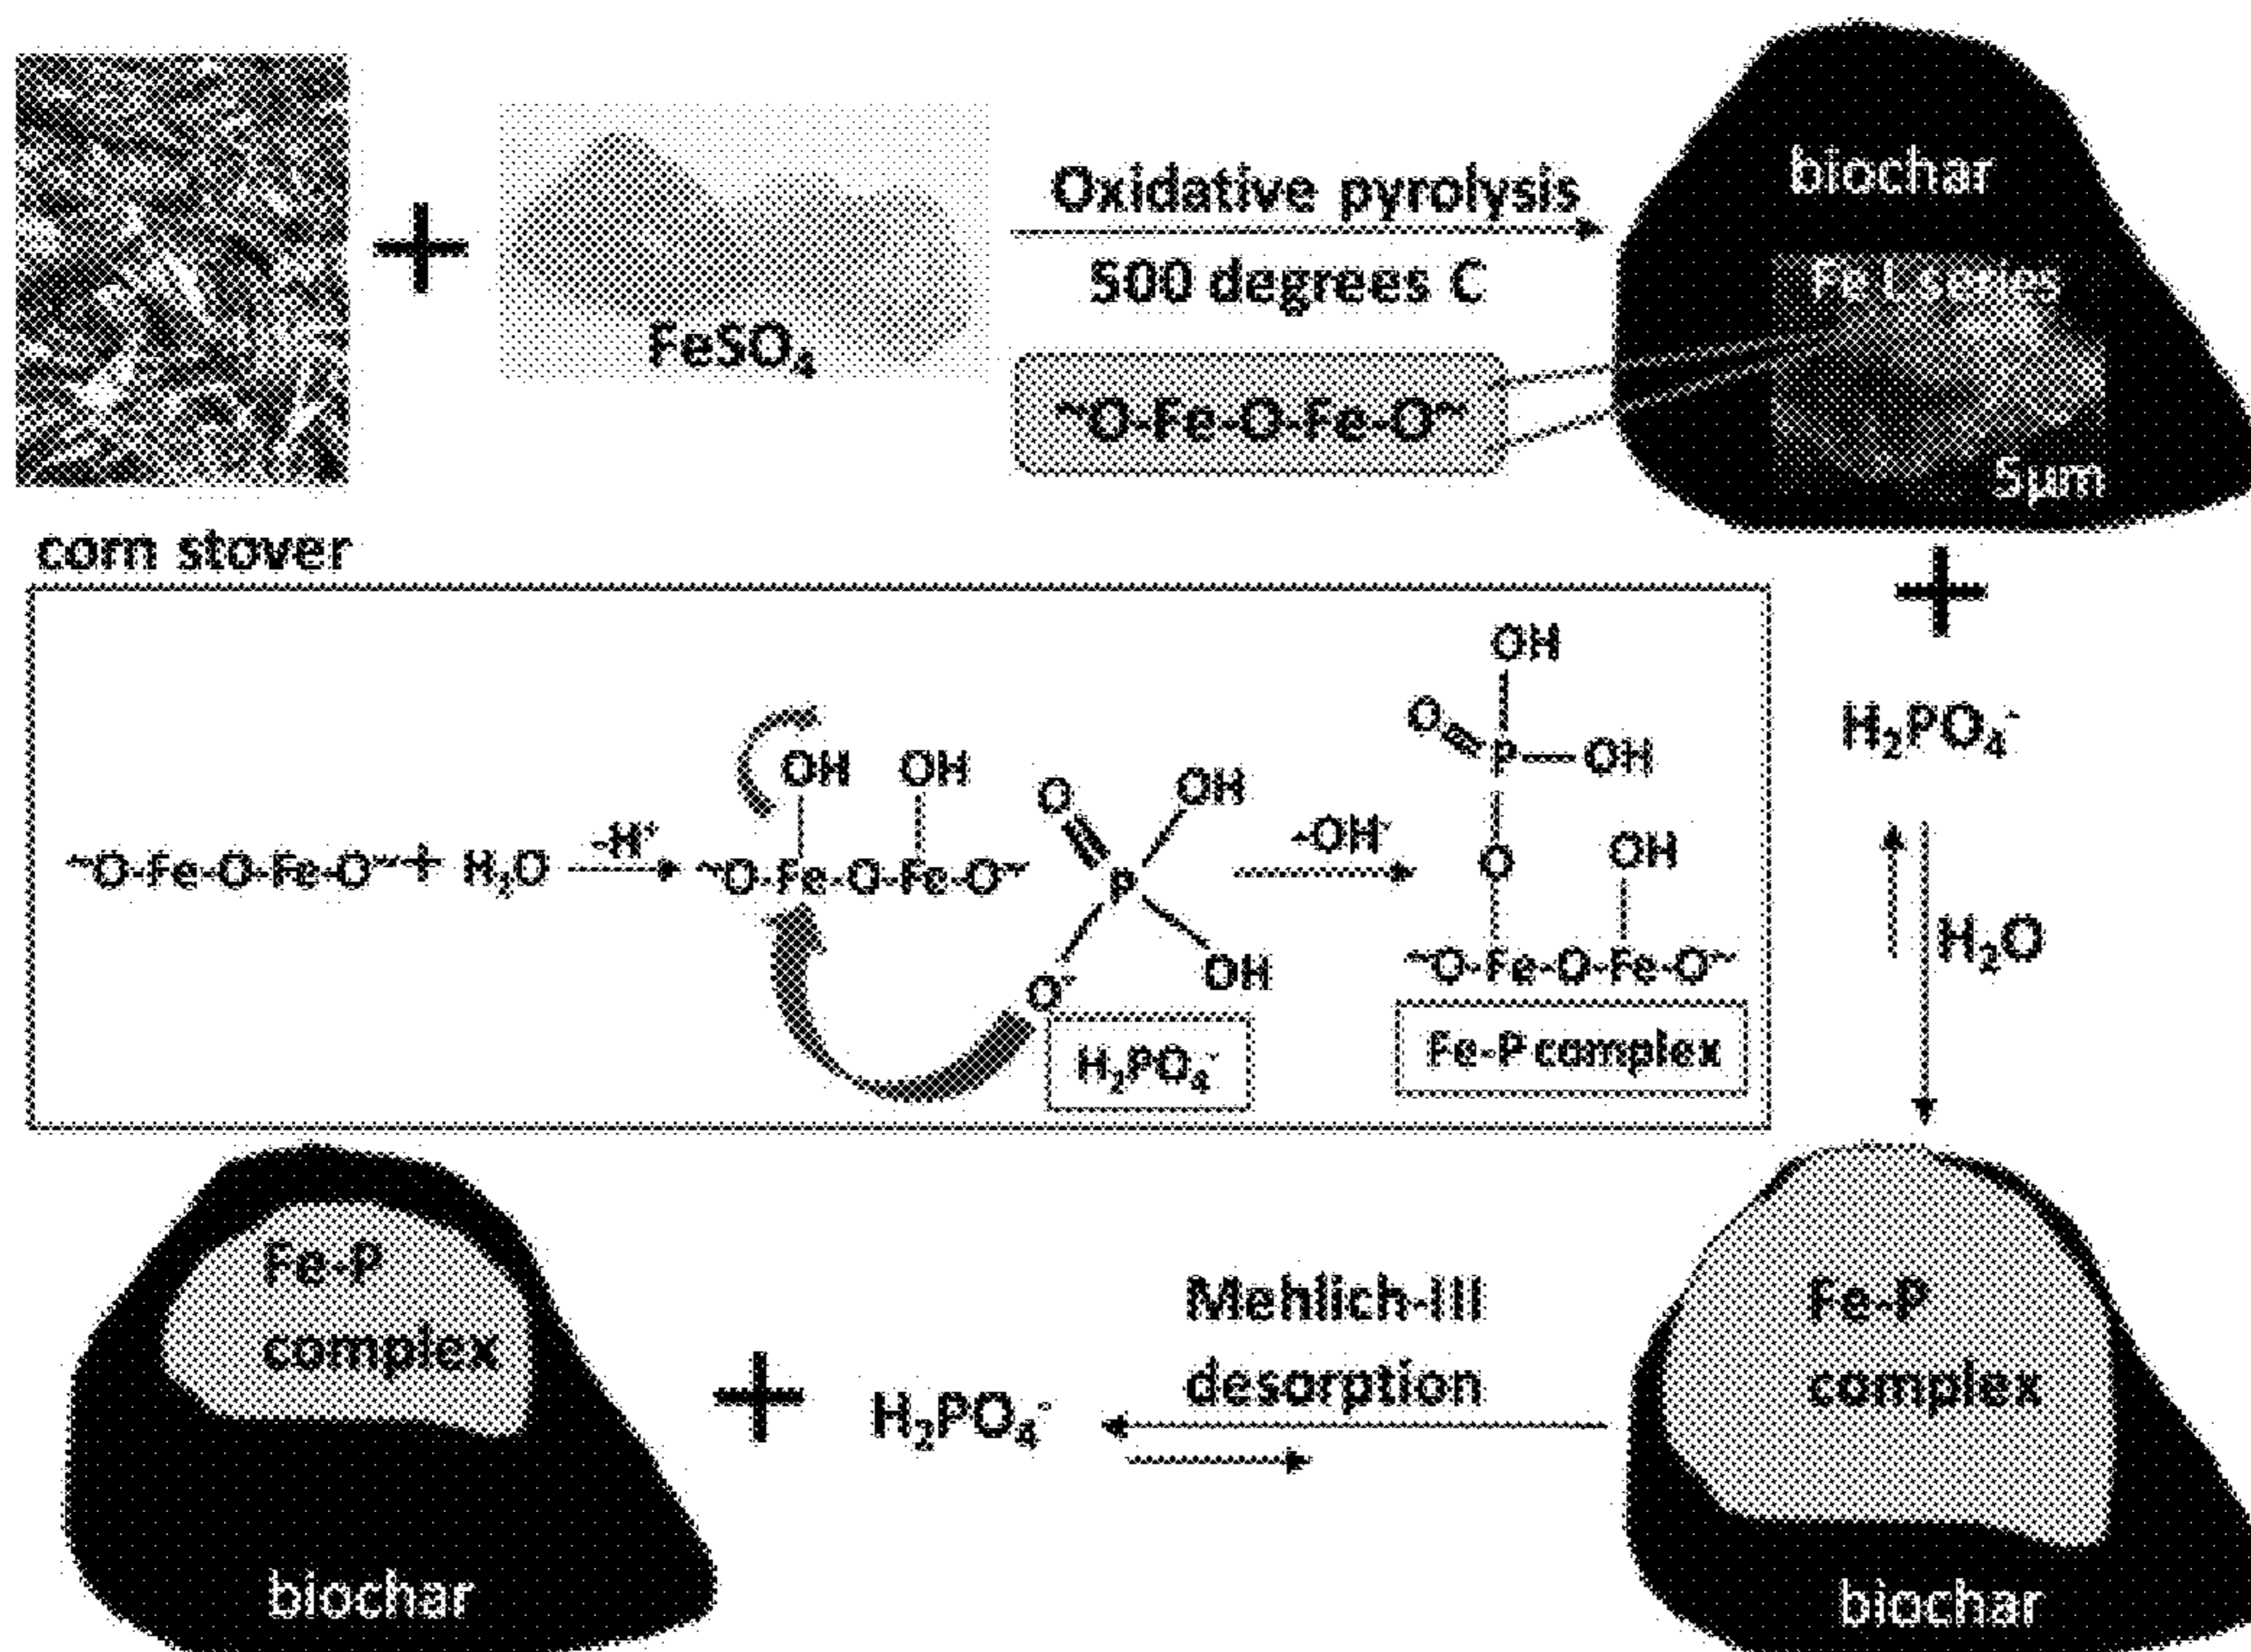 Oxidative pyrolysis
500 degrees C
FeSO₄
~O-Fe-O-Fe-O~
biochar
Fe L series
5µm
corn stover
+
+
H₂PO₄⁻
H₂O
~O-Fe-O-Fe-O~ + H₂O
-H⁺
OH OH
~O-Fe-O-Fe-O~
O OH
P
O⁻ OH
H₂PO₄⁻
-OH⁻
OH
O P OH
O OH
~O-Fe-O-Fe-O~
Fe-P complex
Fe-P
complex
biochar
+
H₂PO₄⁻
Mehlich-III
desorption
Fe-P
complex
biochar